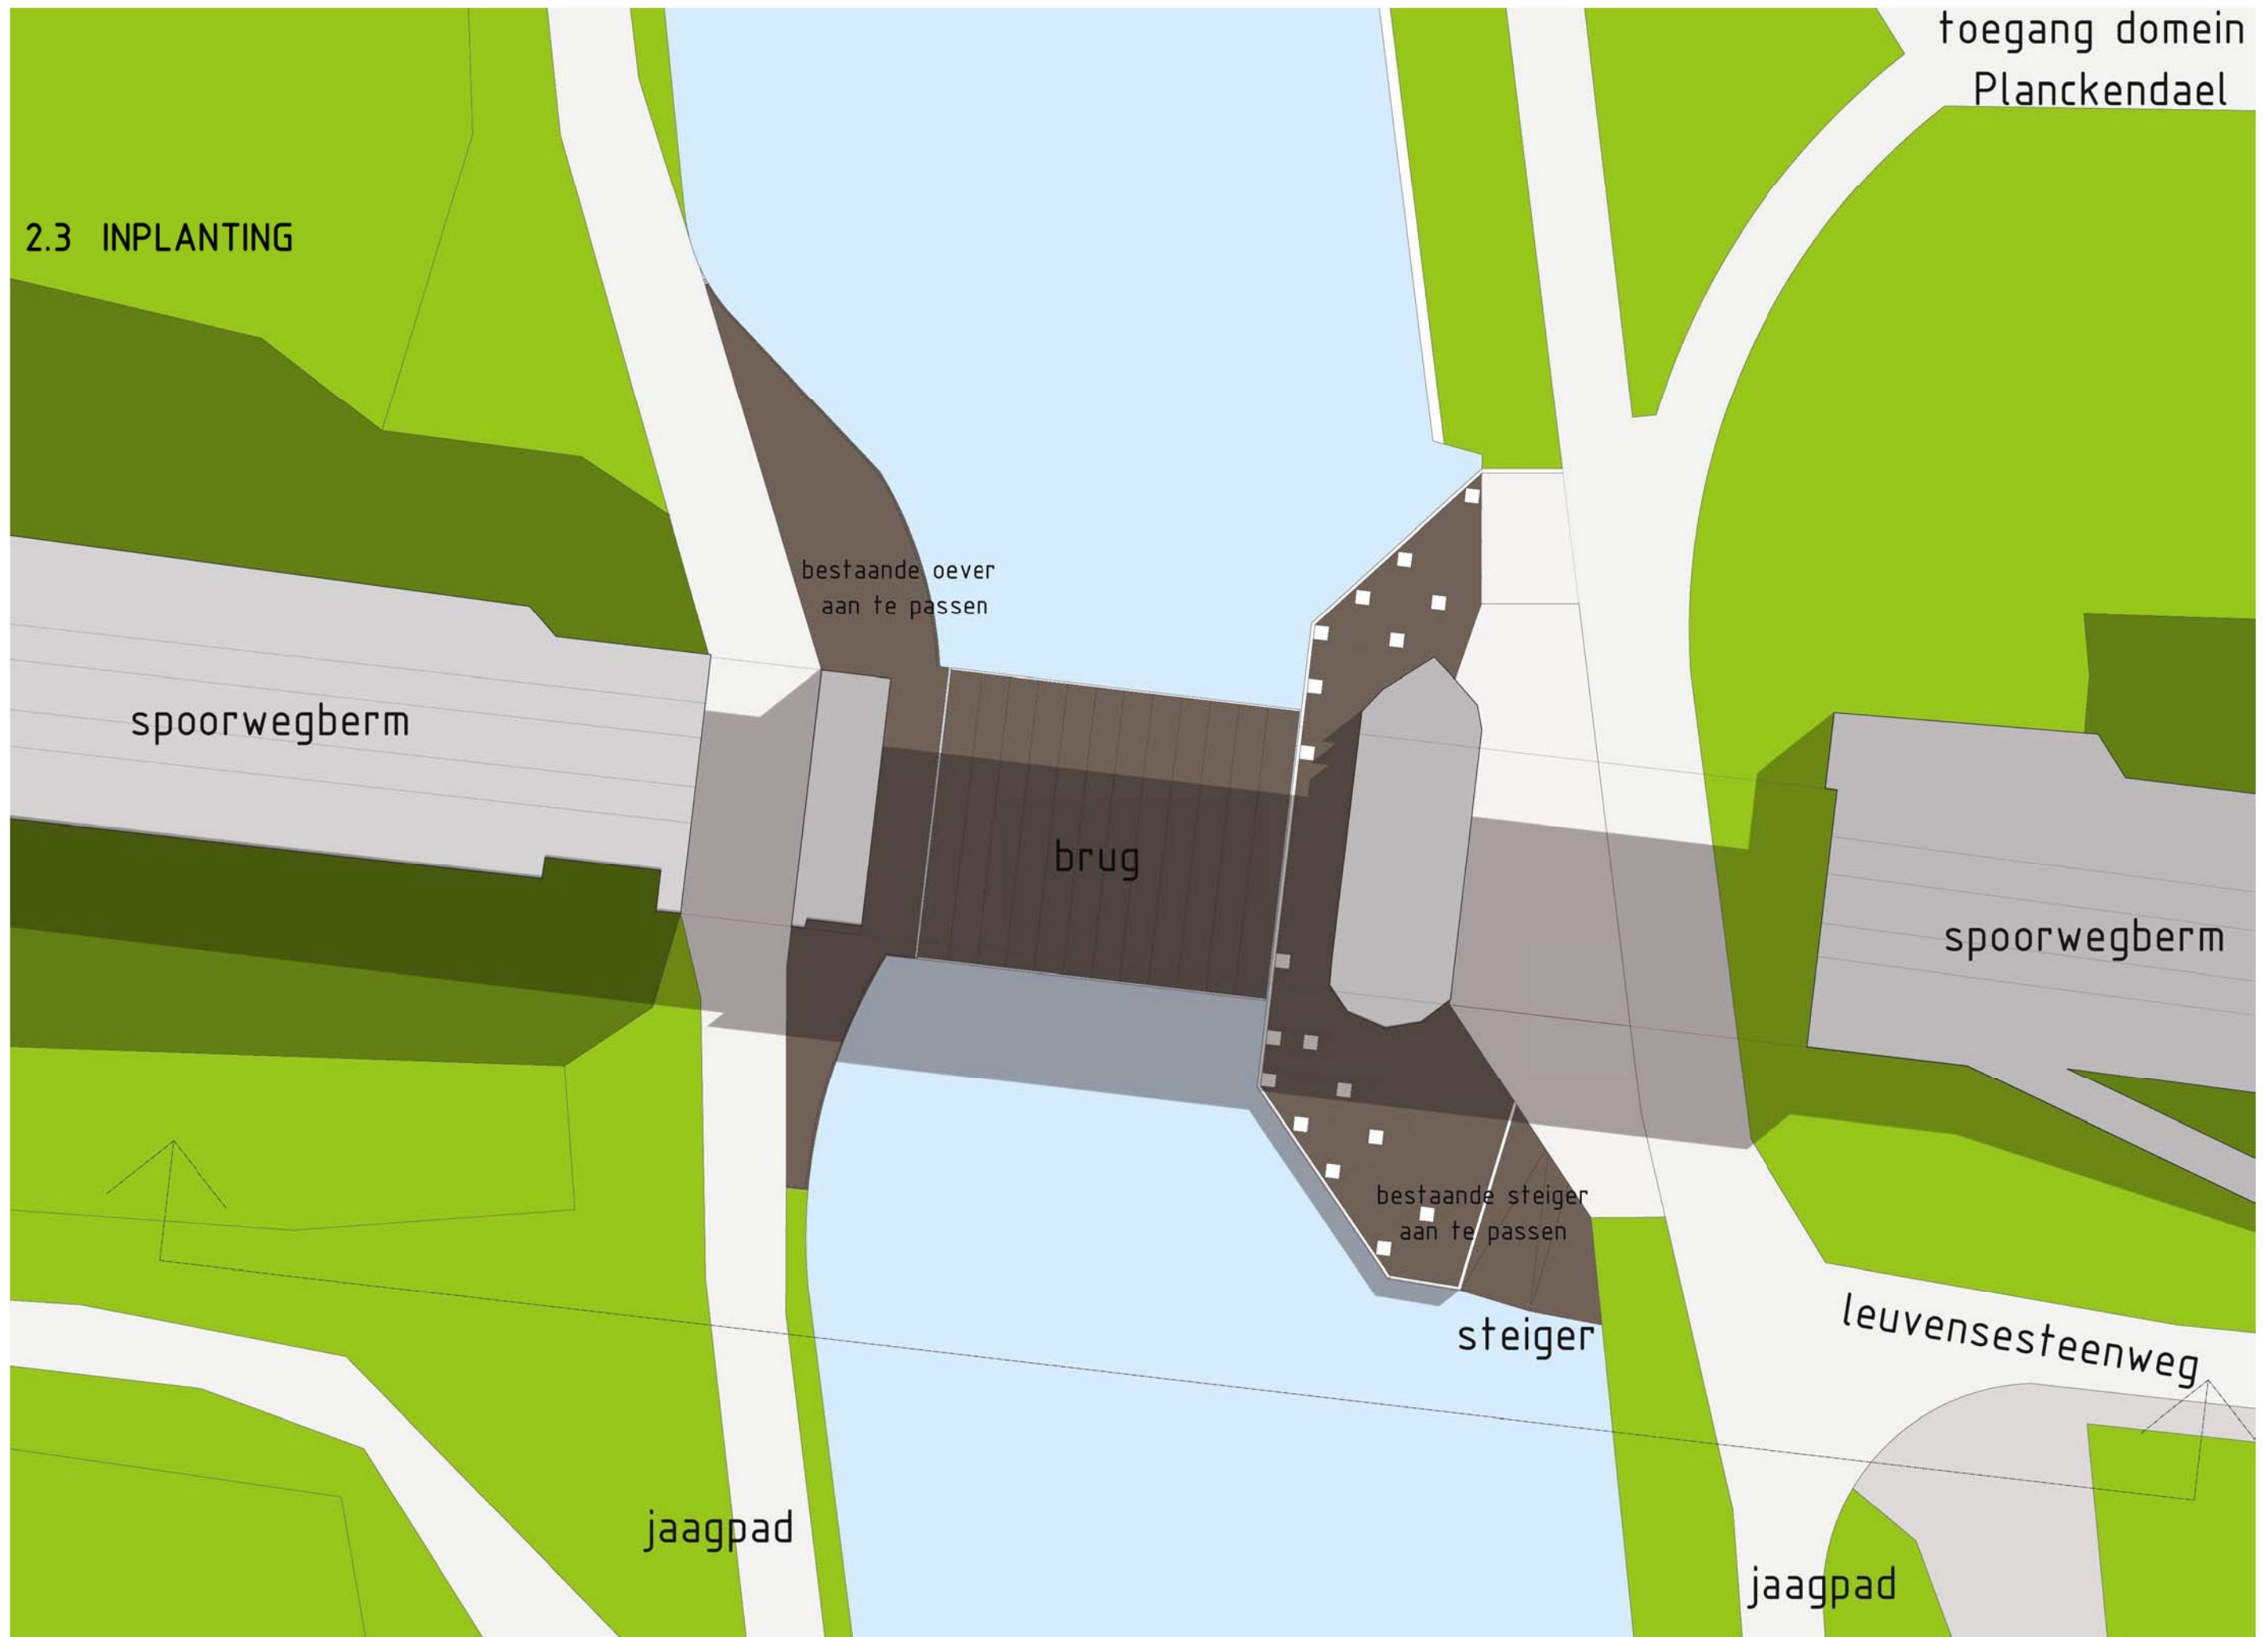 toegang domein
Planckendael
2.3 INPLANTING
bestaande oever
aan te passen
spoorwegberm
brug
spoorwegberm
bestaande steiger
aan te passen
steiger
leuvensesteenweg
jaagpad
jaagpad